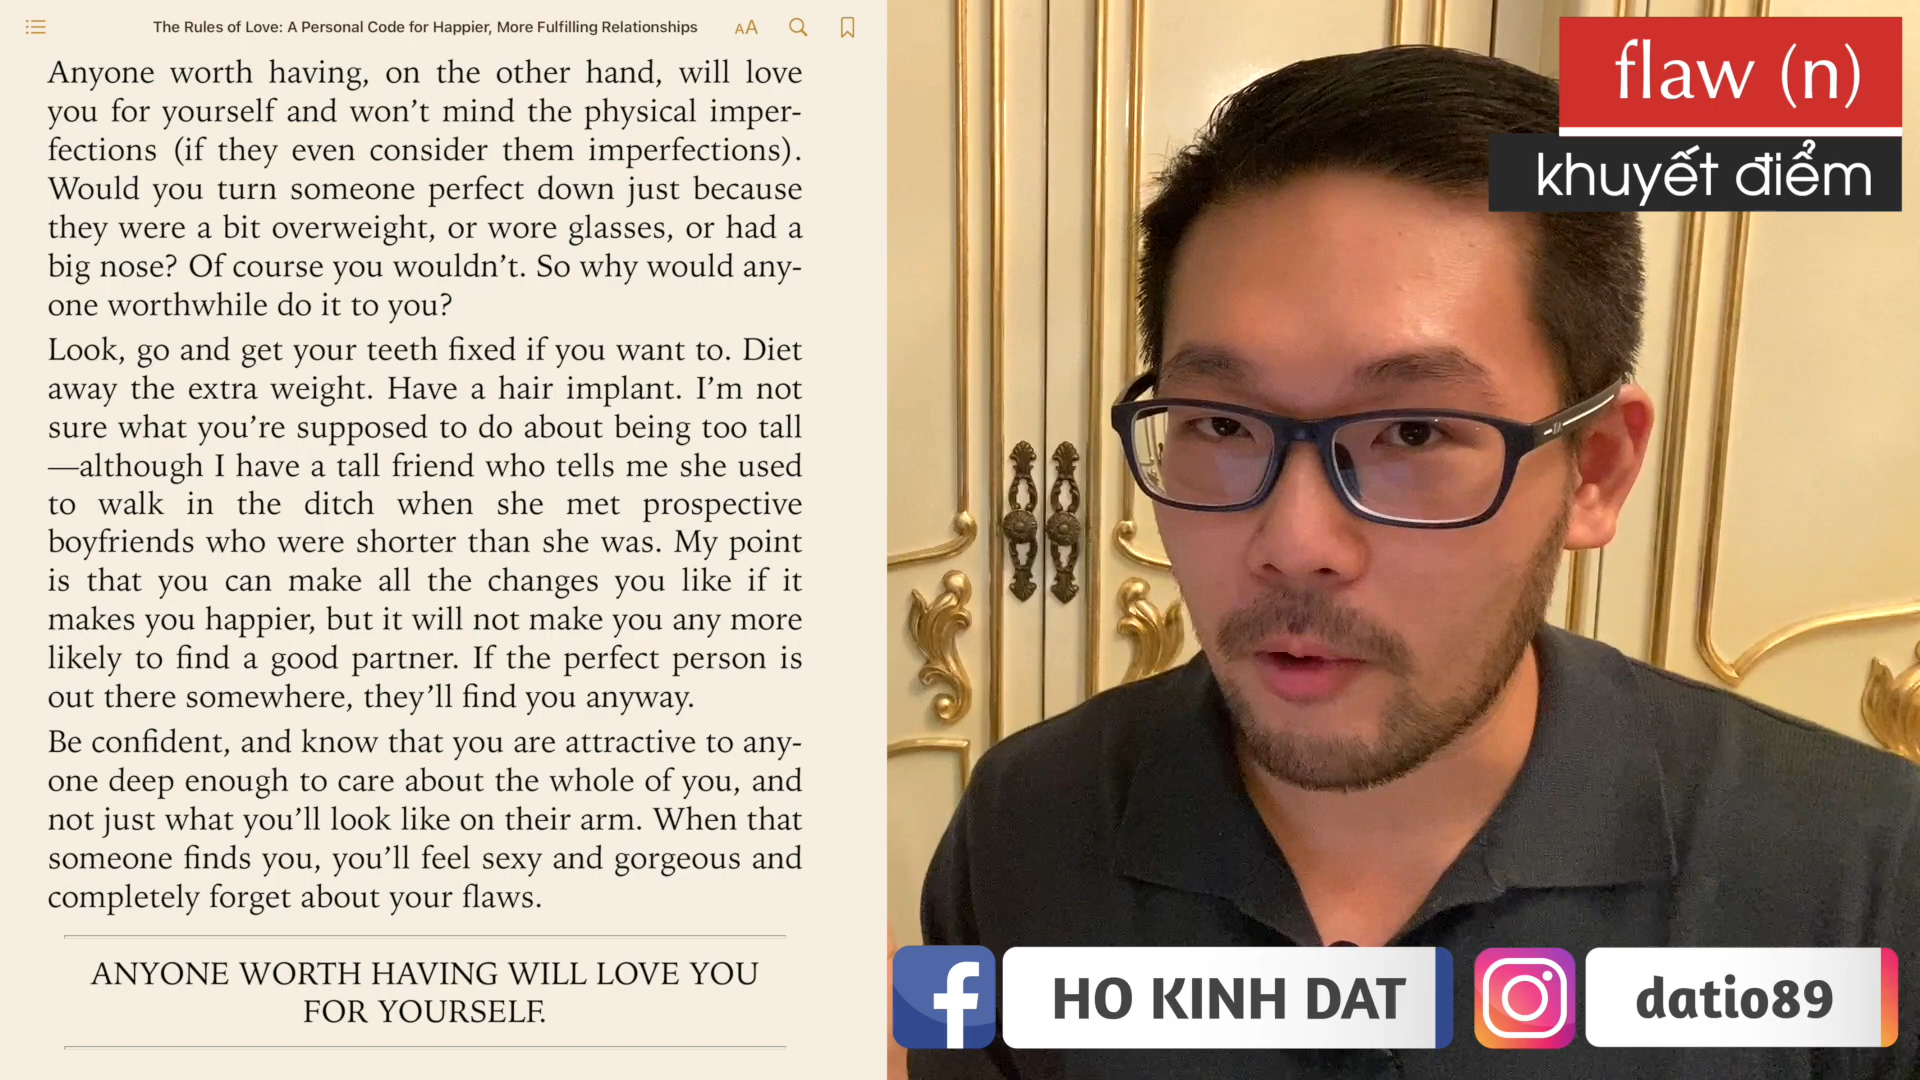 The Rules of Love: A Personal Code for Happier, More Fulfilling Relationships
AA
Anyone worth having, on the other hand, will love
you for yourself and won’t mind the physical imper-
fections (if they even consider them imperfections).
Would you turn someone perfect down just because
they were a bit overweight, or wore glasses, or had a
big nose? Of course you wouldn’t. So why would any-
one worthwhile do it to you?
Look, go and get your teeth fixed if you want to. Diet
away the extra weight. Have a hair implant. I’m not
sure what you’re supposed to do about being too tall
—although I have a tall friend who tells me she used
to walk in the ditch when she met prospective
boyfriends who were shorter than she was. My point
is that you can make all the changes you like if it
makes you happier, but it will not make you any more
likely to find a good partner. If the perfect person is
out there somewhere, they’ll find you anyway.
Be confident, and know that you are attractive to any-
one deep enough to care about the whole of you, and
not just what you’ll look like on their arm. When that
someone finds you, you’ll feel sexy and gorgeous and
completely forget about your flaws.
ANYONE WORTH HAVING WILL LOVE YOU
FOR YOURSELF.
flaw (n)
khuyết điểm
HO KINH DAT
datio89